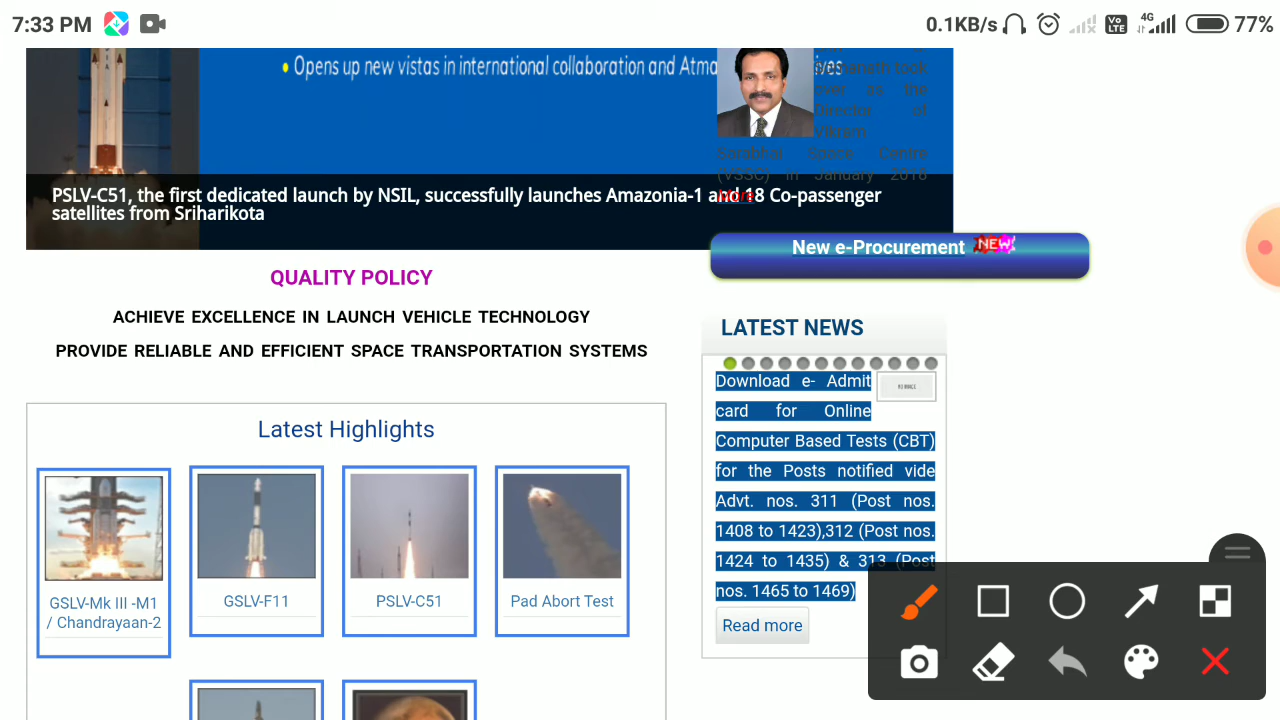 7:33 PM
0.1KB/s
Vo LTE
4G
77%
• Opens up new vistas in international collaboration and Atma
ives
Somanath took
over as the
Director of
Vikram
Sarabhai Space Centre
(VSSC) in January 2018
More
PSLV-C51, the first dedicated launch by NSIL, successfully launches Amazonia-1 and 18 Co-passenger
satellites from Sriharikota
New e-Procurement NEW
QUALITY POLICY
ACHIEVE EXCELLENCE IN LAUNCH VEHICLE TECHNOLOGY
PROVIDE RELIABLE AND EFFICIENT SPACE TRANSPORTATION SYSTEMS
LATEST NEWS
Download e- Admit
card for Online
Computer Based Tests (CBT)
for the Posts notified vide
Advt. nos. 311 (Post nos.
1408 to 1423),312 (Post nos.
1424 to 1435) & 313 (Post
nos. 1465 to 1469)
Read more
Latest Highlights
GSLV-Mk III -M1
/ Chandrayaan-2
GSLV-F11
PSLV-C51
Pad Abort Test